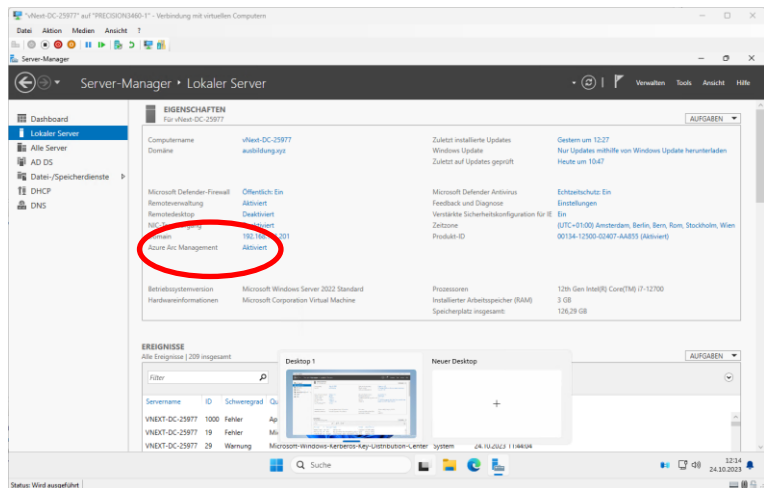 "vNext-DC-25977" auf "PRECISION3460-1" - Verbindung mit virtuellen Computern
Datei Aktion Medien Ansicht ?
Server-Manager
Server-Manager • Lokaler Server
Verwalten Tools Ansicht Hilfe
Dashboard
Lokaler Server
Alle Server
AD DS
Datei-/Speicherdienste
DHCP
DNS
EIGENSCHAFTEN
Für vNext-DC-25977
AUFGABEN
Computername vNext-DC-25977
Domäne ausbildung.xyz
Zuletzt installierte Updates Gestern um 12:27
Windows Update Nur Updates mithilfe von Windows Update herunterladen
Zuletzt auf Updates geprüft Heute um 10:47
Microsoft Defender-Firewall Öffentlich: Ein
Remoteverwaltung Aktiviert
Remotedesktop Deaktiviert
201
Azure Arc Management Aktiviert
Microsoft Defender Antivirus Echtzeitschutz: Ein
Feedback und Diagnose Einstellungen
Verstärkte Sicherheitskonfiguration für IE Ein
Zeitzone (UTC+01:00) Amsterdam, Berlin, Bern, Rom, Stockholm, Wien
Produkt-ID 00134-12500-02407-AA855 (Aktiviert)
Betriebssystemversion Microsoft Windows Server 2022 Standard
Hardwareinformationen Microsoft Corporation Virtual Machine
Prozessoren 12th Gen Intel(R) Core(TM) i7-12700
Installierter Arbeitsspeicher (RAM) 3 GB
Speicherplatz insgesamt: 126,29 GB
EREIGNISSE
Alle Ereignisse | 209 insgesamt
AUFGABEN
Filter
Servername ID Schweregrad
VNEXT-DC-25977 1000 Fehler
VNEXT-DC-25977 19 Fehler
VNEXT-DC-25977 29 Warnung Microsoft-Windows-Kerberos-Key-Distribution-Center System 24.10.2023 11:44:04
Desktop 1
Neuer Desktop
Suche
12:14
24.10.2023
Status: Wird ausgeführt